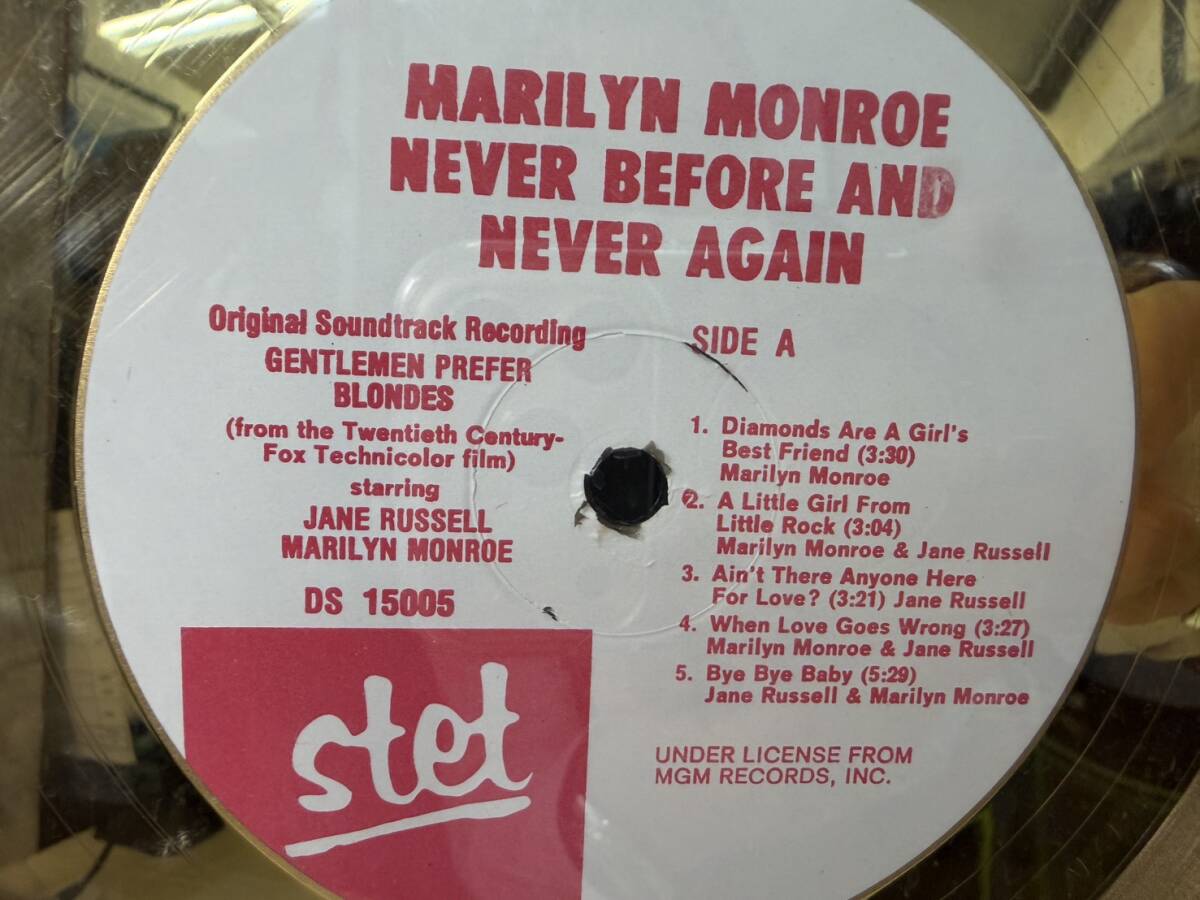 MARILYN MONROE
NEVER BEFORE AND
NEVER AGAIN
Original Soundtrack Recording
GENTLEMEN PREFER
BLONDES
(from the Twentieth Century-
Fox Technicolor film)
starring
JANE RUSSELL
MARILYN MONROE
DS 15005
stet
SIDE A
1. Diamonds Are A Girl's
Best Friend (3:30)
Marilyn Monroe
2. A Little Girl From
Little Rock (3:04)
Marilyn Monroe & Jane Russell
3. Ain't There Anyone Here
For Love? (3:21) Jane Russell
4. When Love Goes Wrong (3:27)
Marilyn Monroe & Jane Russell
5. Bye Bye Baby (5:29)
Jane Russell & Marilyn Monroe
UNDER LICENSE FROM
MGM RECORDS, INC.